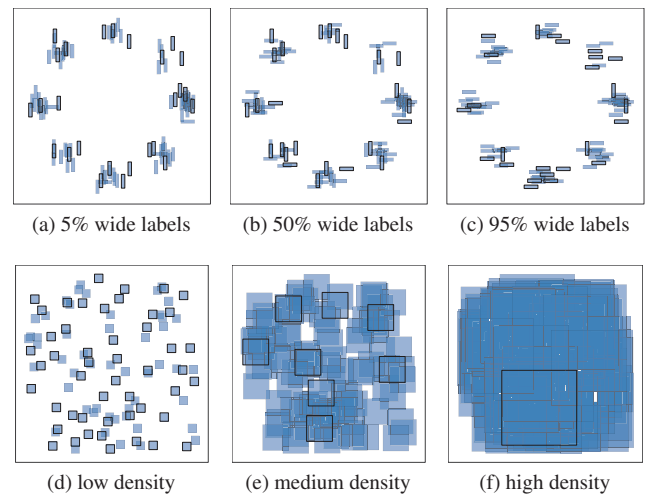 (a) 5% wide labels
(b) 50% wide labels
(c) 95% wide labels
(d) low density
(e) medium density
(f) high density